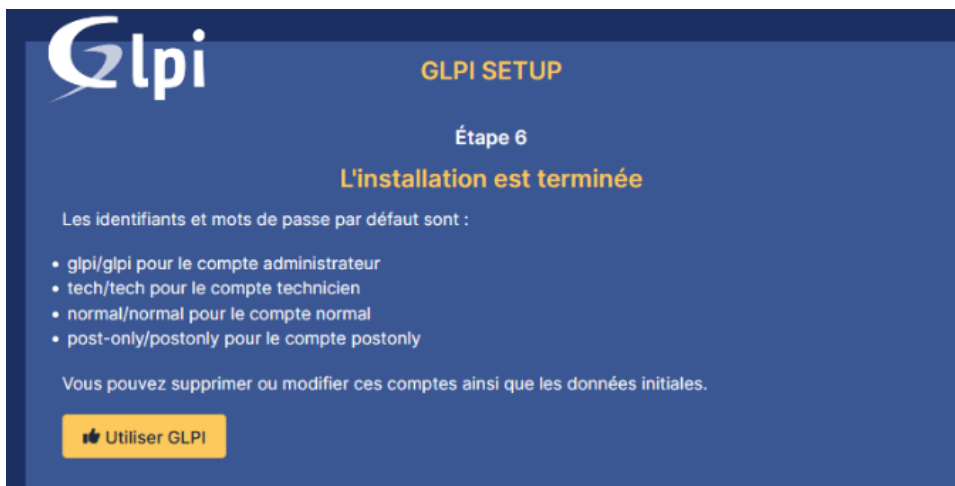 Glpi
GLPI SETUP
Étape 6
L'installation est terminée
Les identifiants et mots de passe par défaut sont :
• glpi/glpi pour le compte administrateur
• tech/tech pour le compte technicien
• normal/normal pour le compte normal
• post-only/postonly pour le compte postonly
Vous pouvez supprimer ou modifier ces comptes ainsi que les données initiales.
Utiliser GLPI